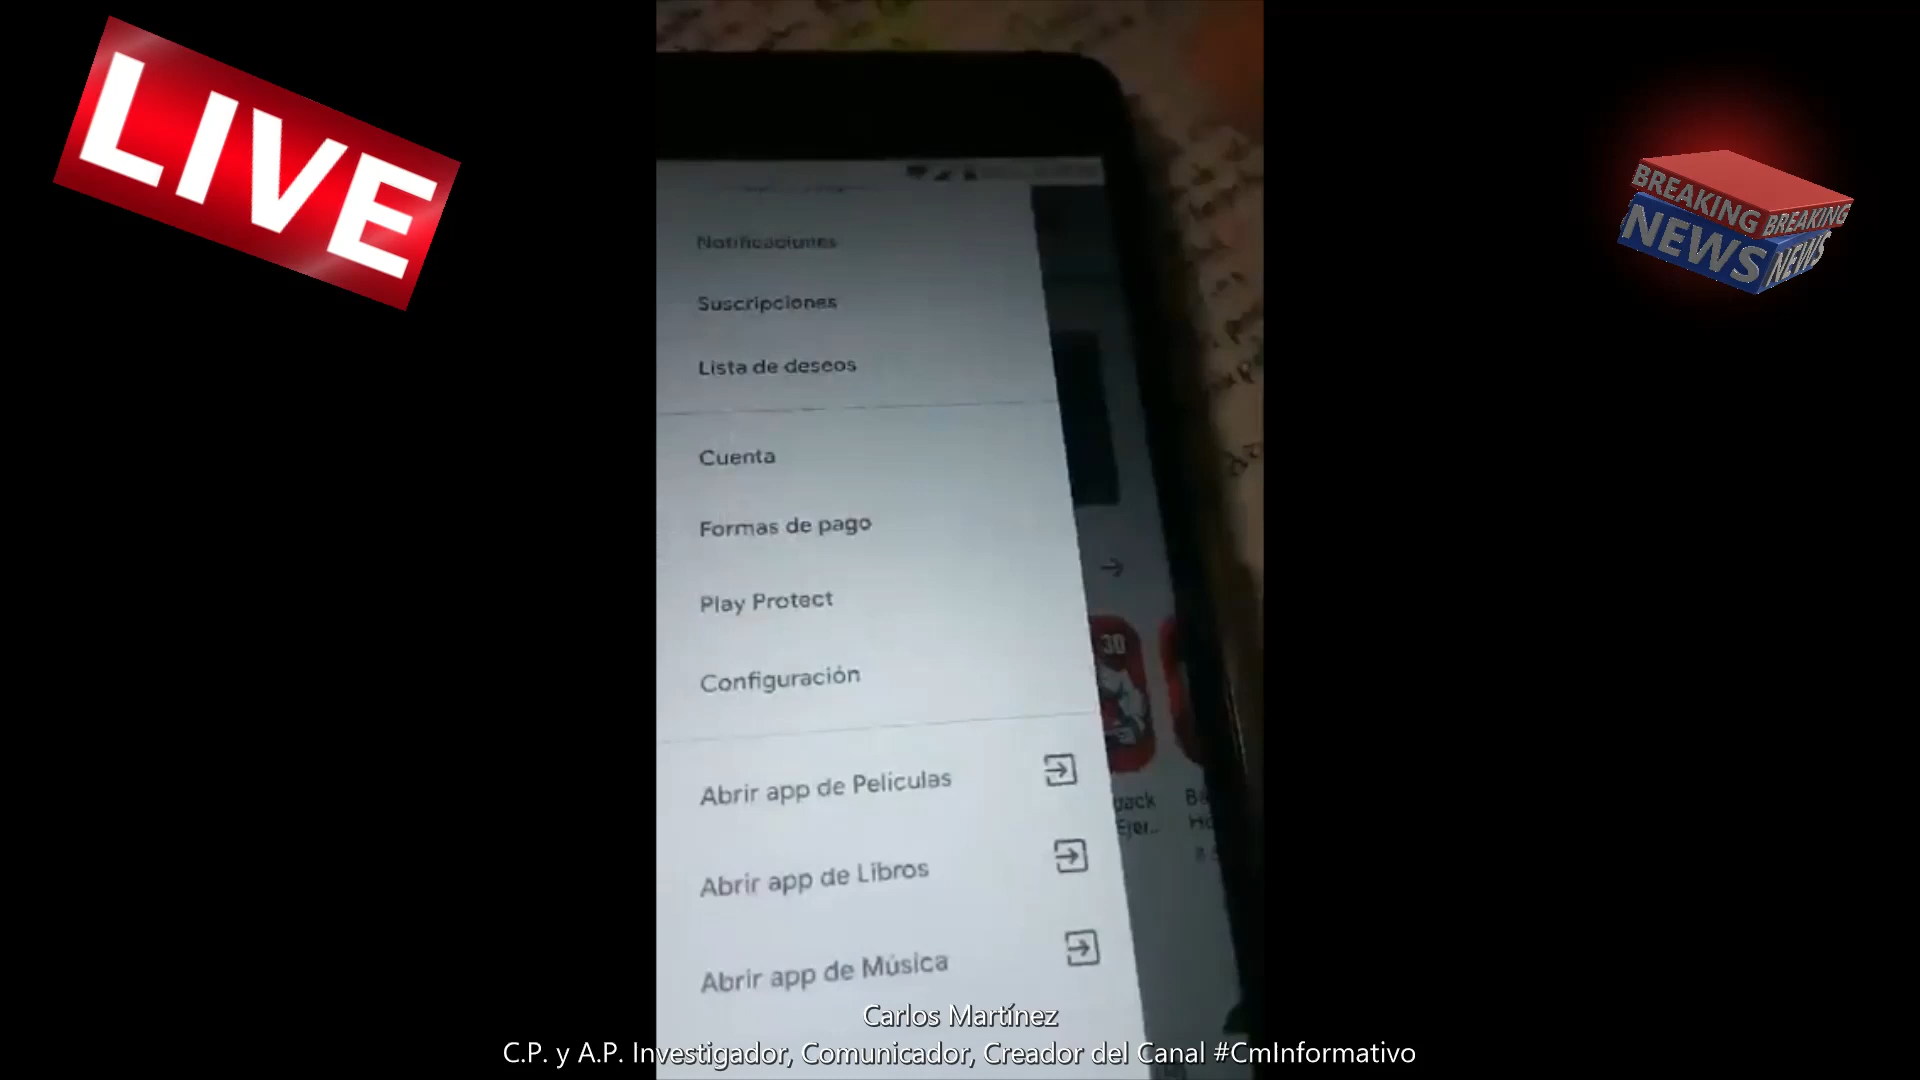 LIVE
BREAKING BREAKING
NEWS NEWS
Notificaciones
Suscripciones
Lista de deseos
Cuenta
Formas de pago
Play Protect
Configuración
30
Abrir app de Películas
Abrir app de Libros
Abrir app de Música
Carlos Martínez
C.P. y A.P. Investigador, Comunicador, Creador del Canal #CmInformativo